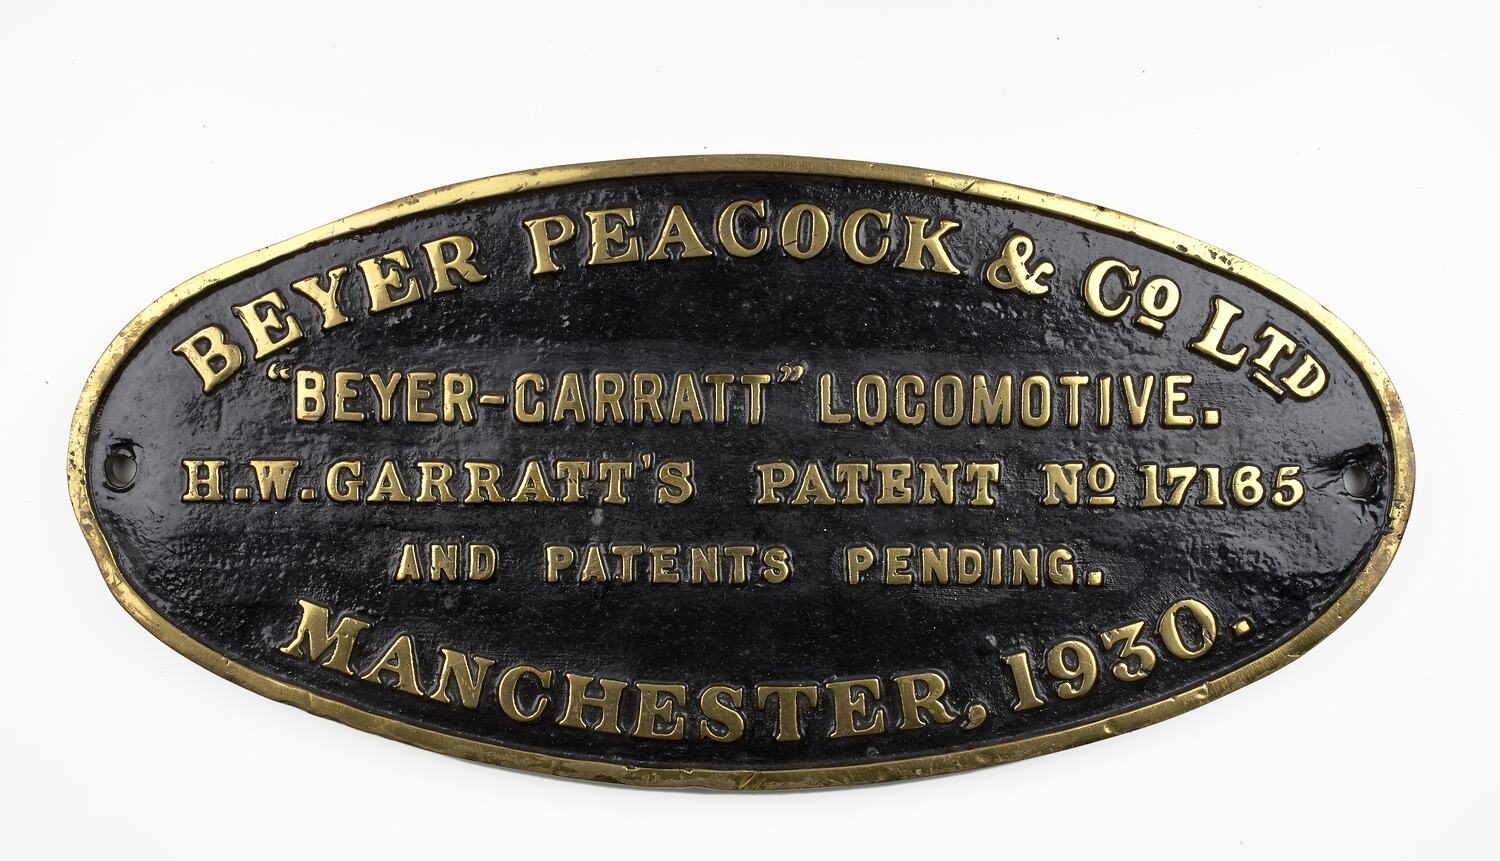 BEYER PEACOCK & Co LTD
"BEYER-GARRATT" LOCOMOTIVE.
H.W. GARRATT'S PATENT No 17165
AND PATENTS PENDING.
MANCHESTER, 1930.